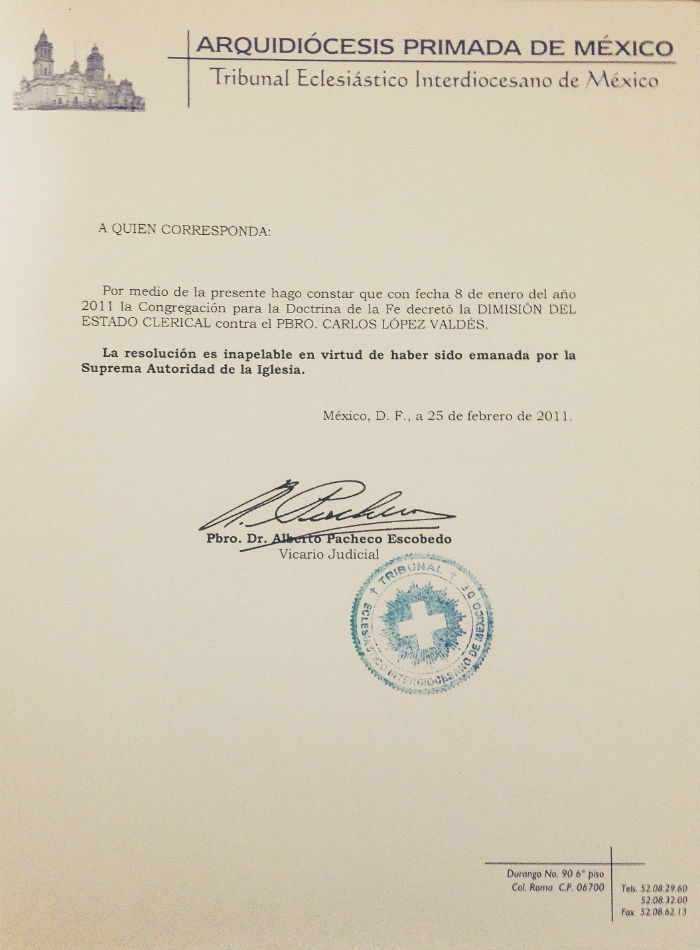 ARQUIDIÓCESIS PRIMADA DE MÉXICO
Tribunal Eclesiástico Interdiocesano de México
A QUIEN CORRESPONDA:
Por medio de la presente hago constar que con fecha 8 de enero del año
2011 la Congregación para la Doctrina de la Fe decretó la DIMISIÓN DEL
ESTADO CLERICAL contra el PBRO. CARLOS LÓPEZ VALDÉS.
La resolución es inapelable en virtud de haber sido emanada por la
Suprema Autoridad de la Iglesia.
México, D. F., a 25 de febrero de 2011.
A. Pacheco
Pbro. Dr. Alberto Pacheco Escobedo
Vicario Judicial
† TRIBUNAL †
ECLESIÁSTICO INTERDIOCESANO DE MÉXICO DF
Durango No. 90 6° piso
Col. Roma C.P. 06700
Tels. 52.08.29.60
52.08.32.00
Fax 52.08.62.13